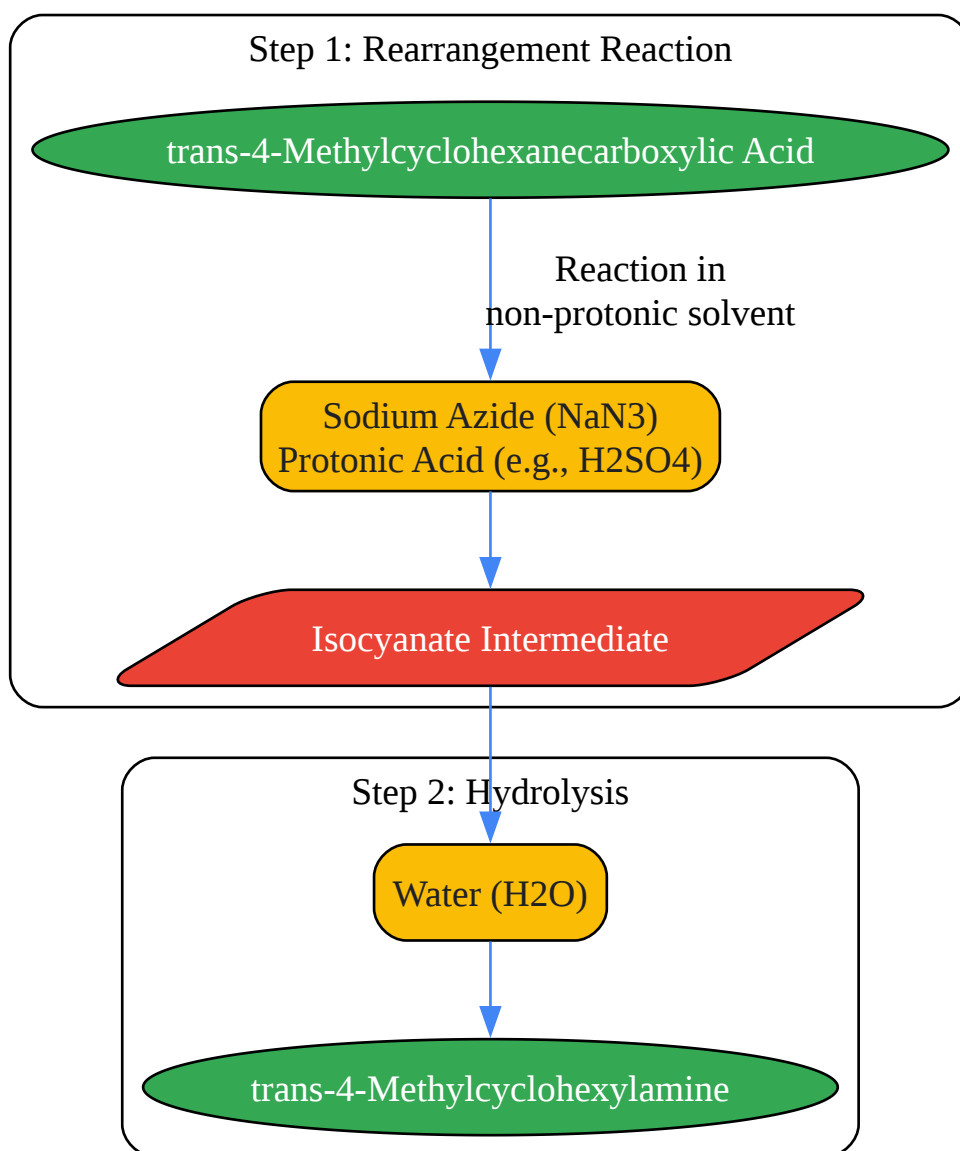 Step 1: Rearrangement Reaction
trans-4-Methylcyclohexanecarboxylic Acid
Reaction in
non-protonic solvent
Sodium Azide (NaN3)
Protonic Acid (e.g., H2SO4)
Isocyanate Intermediate
Step 2: Hydrolysis
Water (H2O)
trans-4-Methylcyclohexylamine